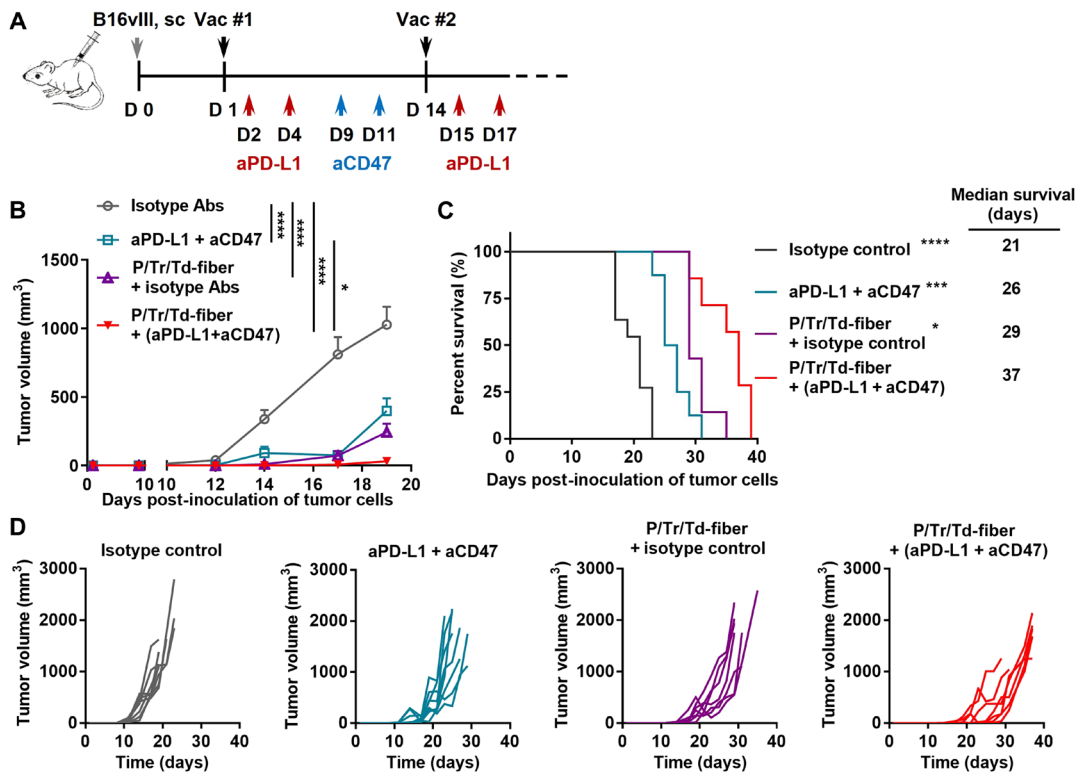 A
B16vIII, sc Vac #1 Vac #2
D 0 D 1 D 14
D2 D4 D9 D11 D15 D17
aPD-L1 aCD47 aPD-L1
B
Isotype Abs
aPD-L1 + aCD47
P/Tr/Td-fiber
+ isotype Abs
P/Tr/Td-fiber
+ (aPD-L1+aCD47)
****
****
****
*
Tumor volume (mm³)
1500
1000
500
0
0 10 10 12 14 16 18 20
Days post-inoculation of tumor cells
C
Median survival
(days)
Isotype control **** 21
aPD-L1 + aCD47 *** 26
P/Tr/Td-fiber
+ isotype control * 29
P/Tr/Td-fiber
+ (aPD-L1 + aCD47) 37
Percent survival (%)
100
75
50
25
0
0 10 20 30 40
Days post-inoculation of tumor cells
D
Isotype control
Tumor volume (mm³)
3000
2000
1000
0
0 10 20 30 40
Time (days)
aPD-L1 + aCD47
Tumor volume (mm³)
3000
2000
1000
0
0 10 20 30 40
Time (days)
P/Tr/Td-fiber
+ isotype control
Tumor volume (mm³)
3000
2000
1000
0
0 10 20 30 40
Time (days)
P/Tr/Td-fiber
+ (aPD-L1 + aCD47)
Tumor volume (mm³)
3000
2000
1000
0
0 10 20 30 40
Time (days)